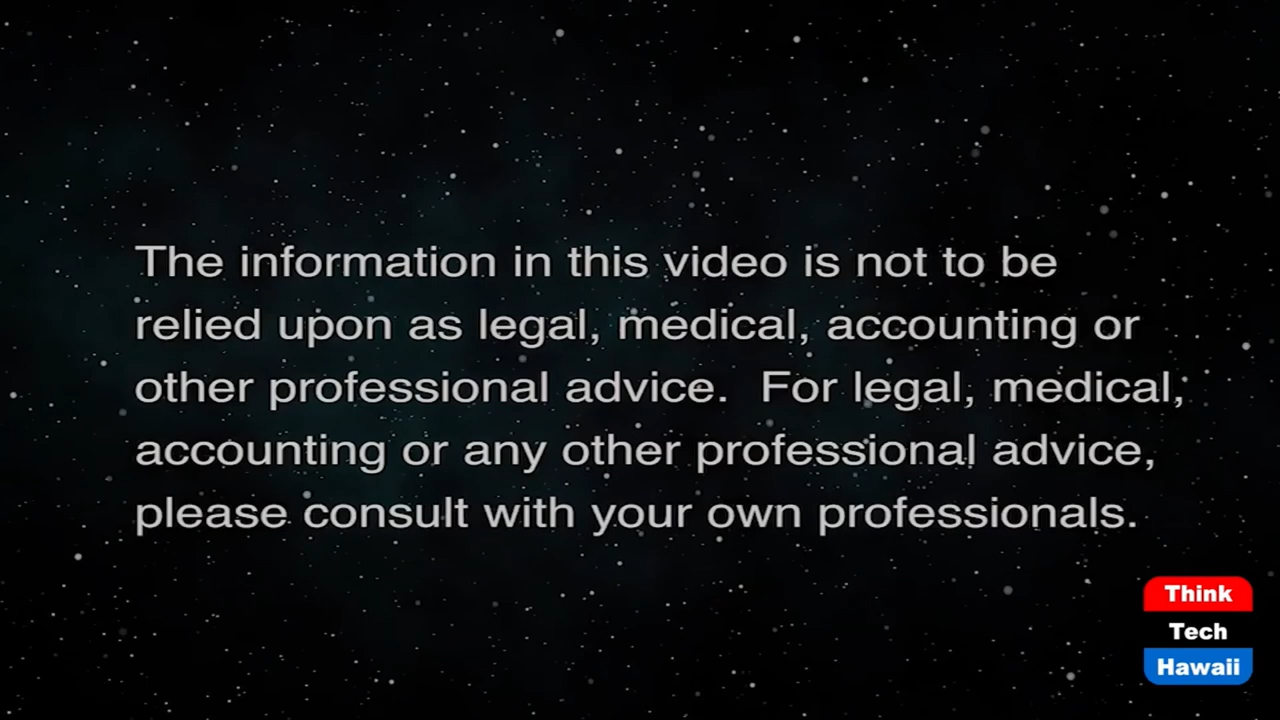 The information in this video is not to be
relied upon as legal, medical, accounting or
other professional advice.  For legal, medical,
accounting or any other professional advice,
please consult with your own professionals.
Think
Tech
Hawaii